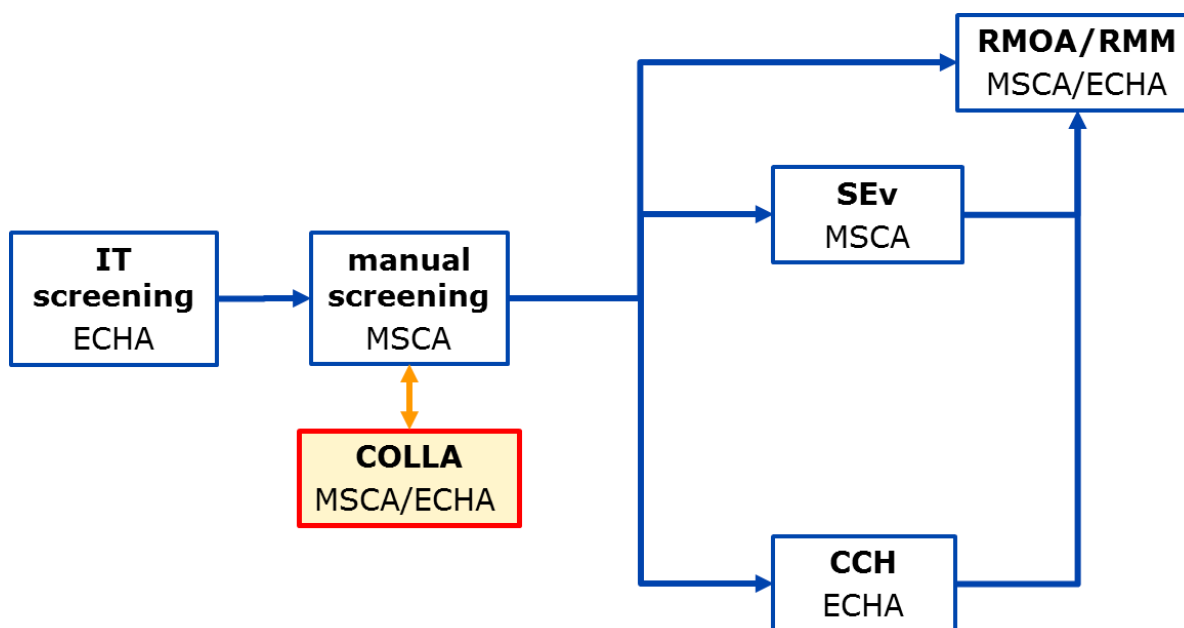 RMOA/RMM
MSCA/ECHA
SEv
MSCA
IT
screening
ECHA
manual
screening
MSCA
COLLA
MSCA/ECHA
CCH
ECHA